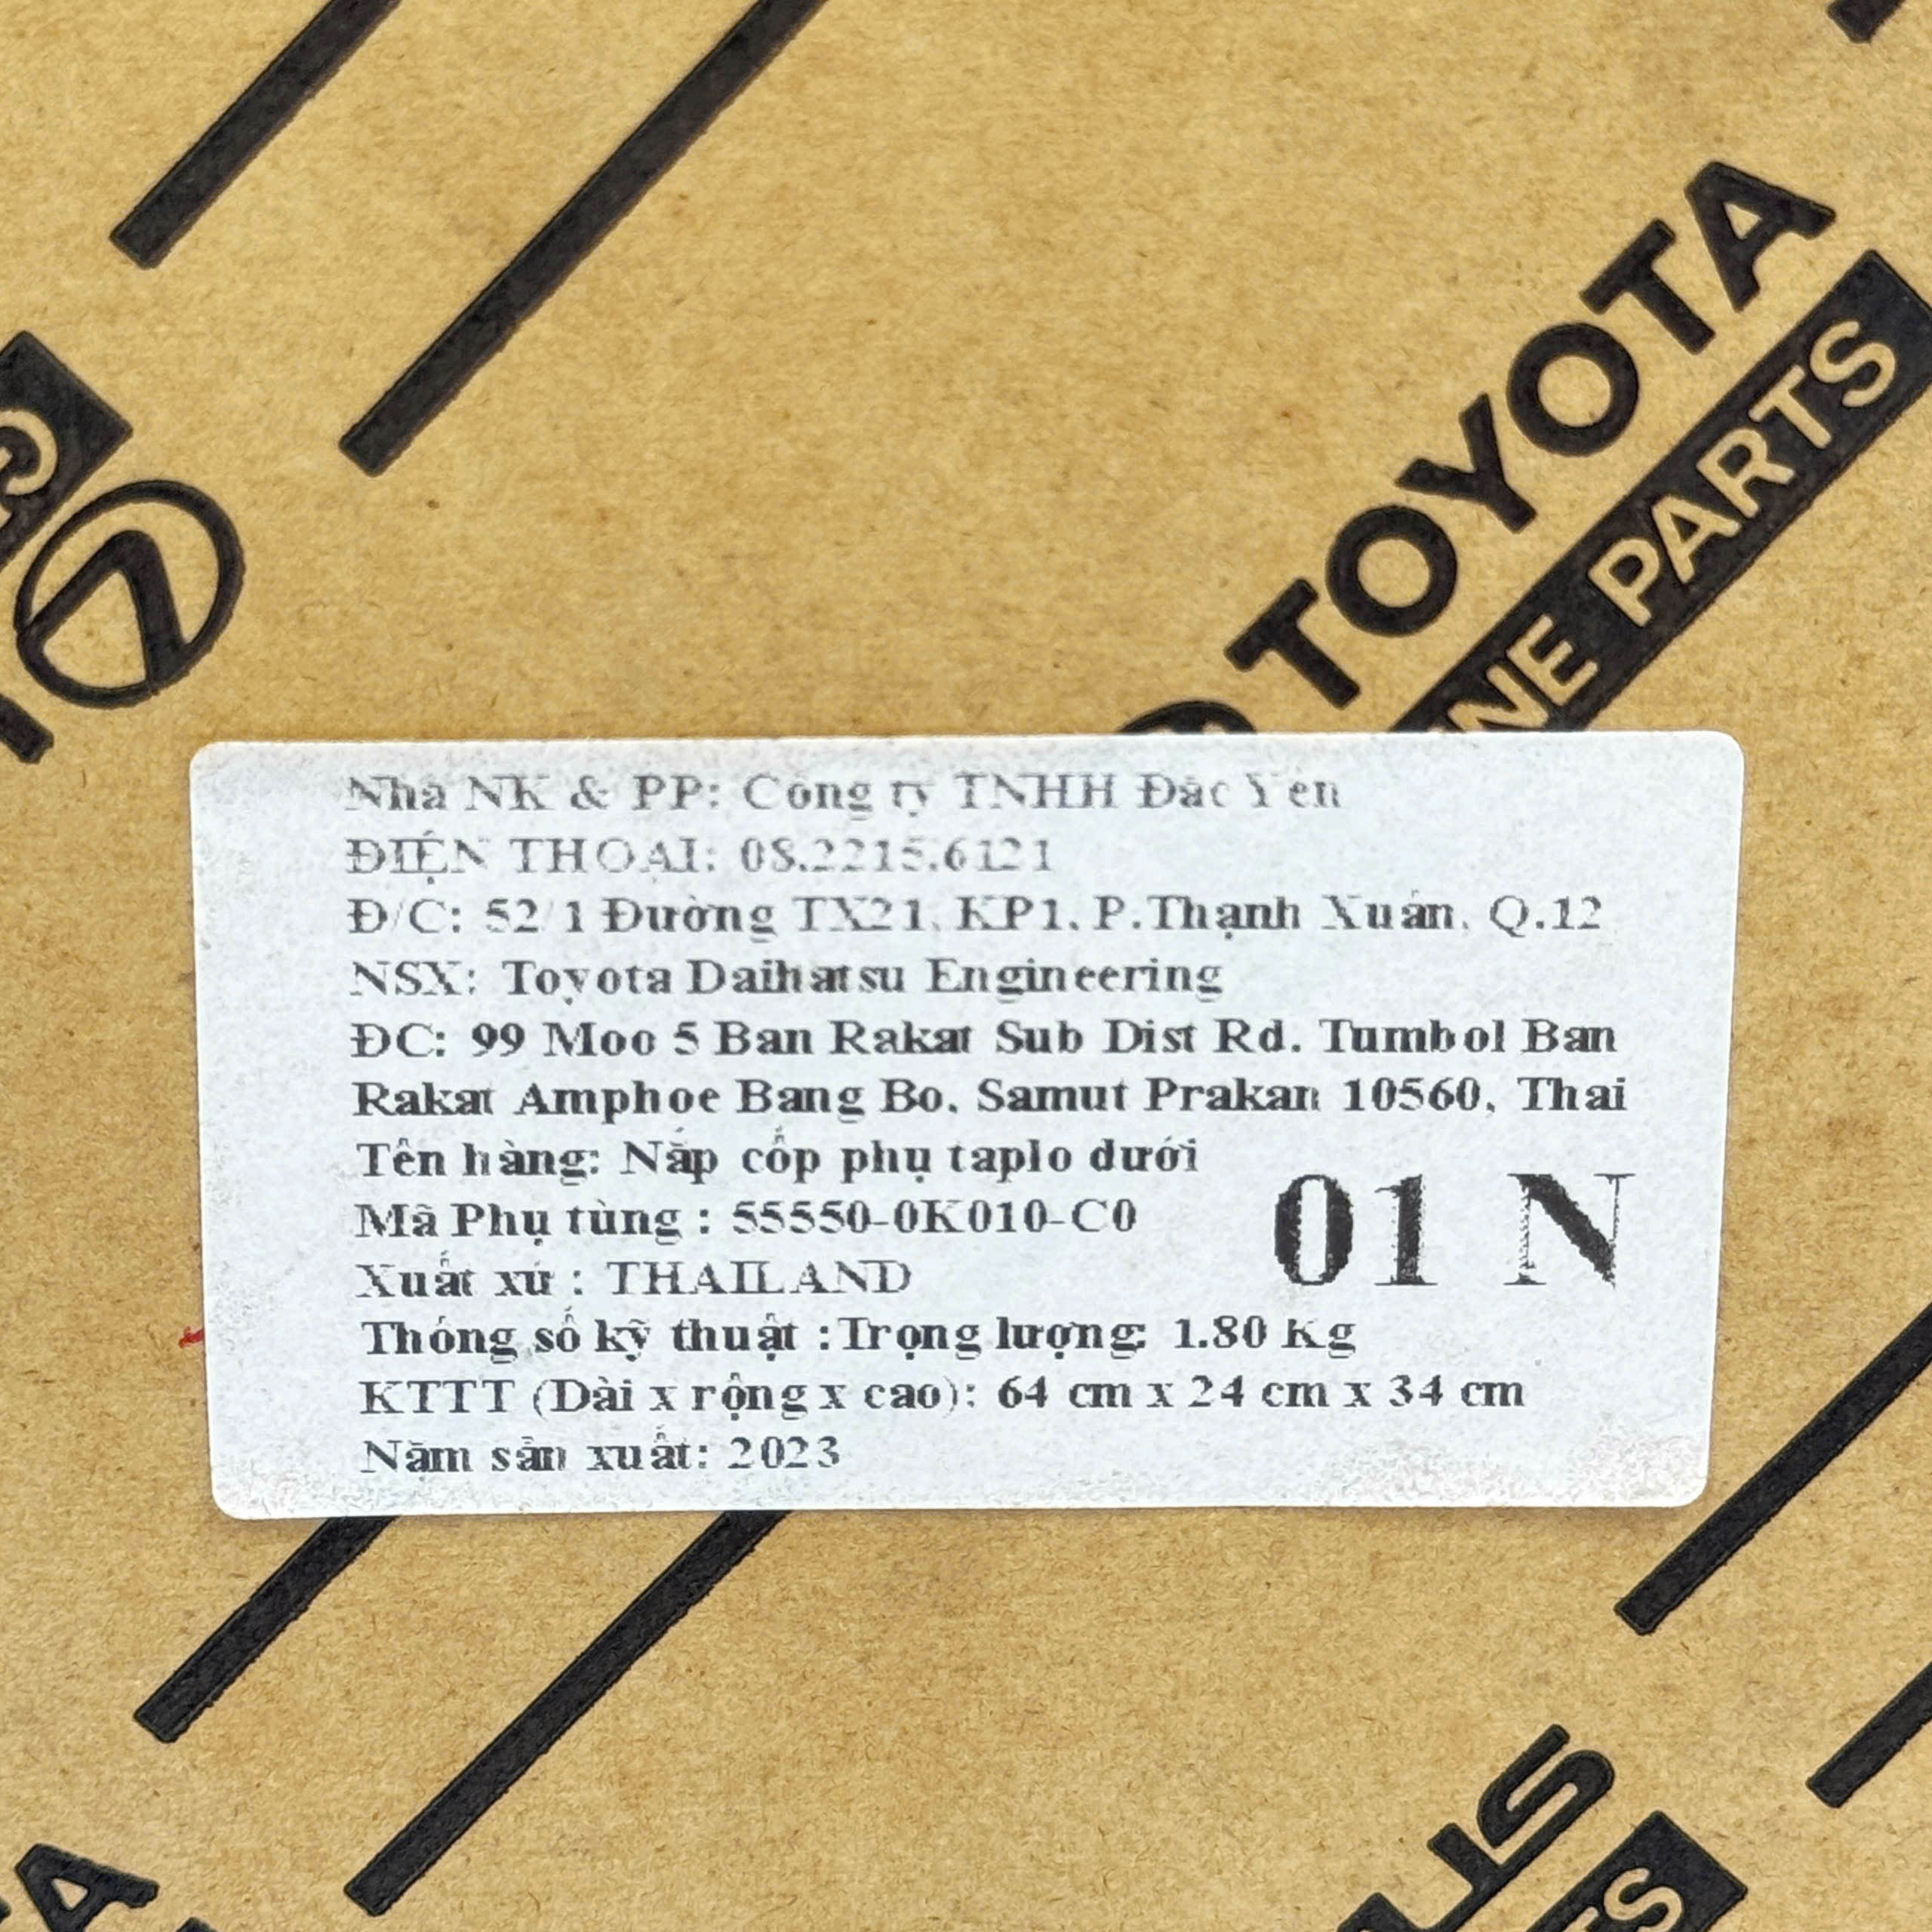 TOYOTA
NE PARTS
Nhà NK & PP: Công ty TNHH Đắc Yên
ĐIỆN THOẠI: 08.2215.6121
Đ/C: 52/1 Đường TX21, KP1, P.Thạnh Xuân, Q.12
NSX: Toyota Daihatsu Engineering
ĐC: 99 Moo 5 Ban Rakat Sub Dist Rd. Tumbol Ban
Rakat Amphoe Bang Bo, Samut Prakan 10560, Thai
Tên hàng: Nắp cốp phụ taplo dưới
Mã Phụ tùng : 55550-0K010-C0
01 N
Xuất xứ : THAILAND
Thông số kỹ thuật :Trọng lượng: 1.80 Kg
KTTT (Dài x rộng x cao): 64 cm x 24 cm x 34 cm
Năm sản xuất: 2023